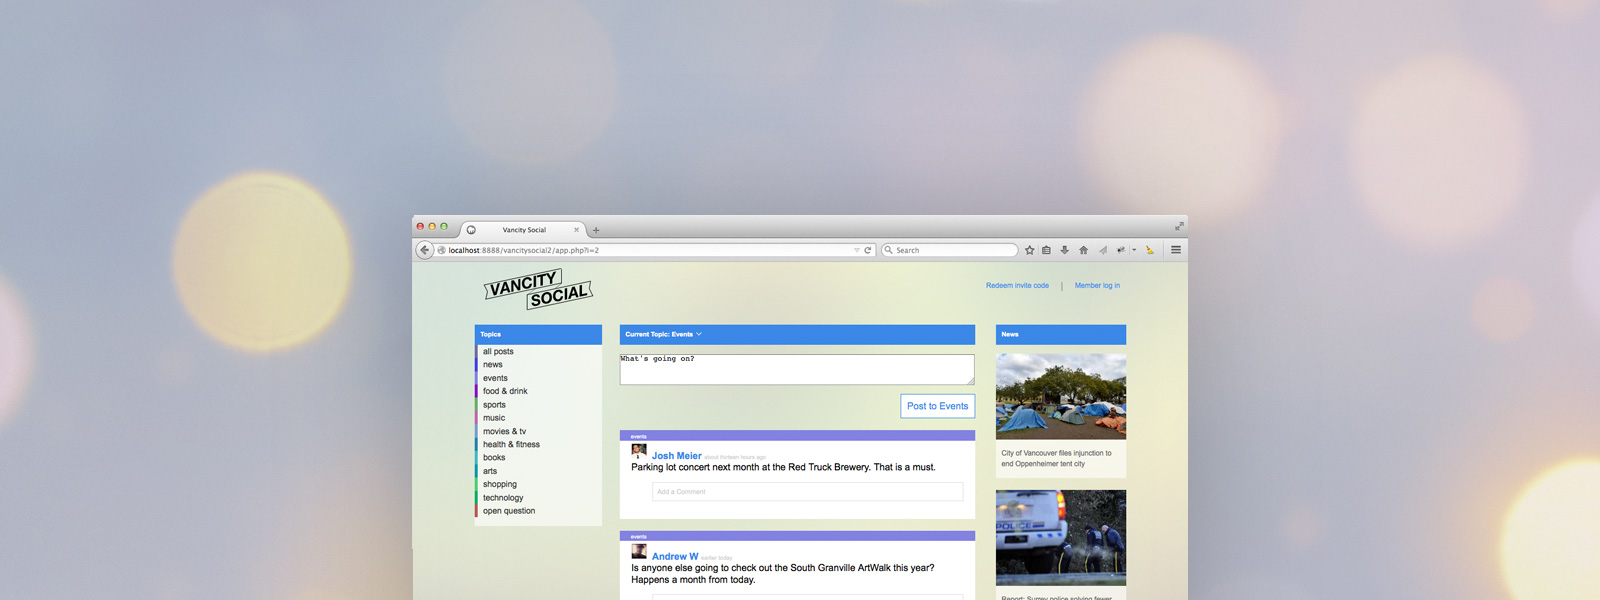 Vancity Social
localhost:8888/vancitysocial2/app.php?i=2
Search
VANCITY
SOCIAL
Redeem invite code | Member log in
Topics
all posts
news
events
food & drink
sports
music
movies & tv
health & fitness
books
arts
shopping
technology
open question
Current Topic: Events
What's going on?
Post to Events
events
Josh Meier about thirteen hours ago
Parking lot concert next month at the Red Truck Brewery. That is a must.
Add a Comment
events
Andrew W earlier today
Is anyone else going to check out the South Granville ArtWalk this year?
Happens a month from today.
News
City of Vancouver files injunction to
end Oppenheimer tent city
POLICE
Report: Surrey police solving fewer